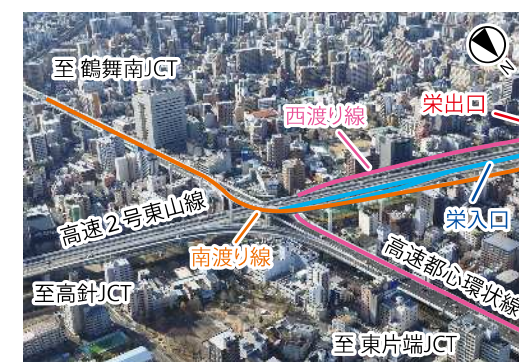 至 鶴舞南JCT
N
栄出口
西渡り線
高速２号東山線
栄入口
南渡り線
高速都心環状線
至高針JCT
至 東片端JCT